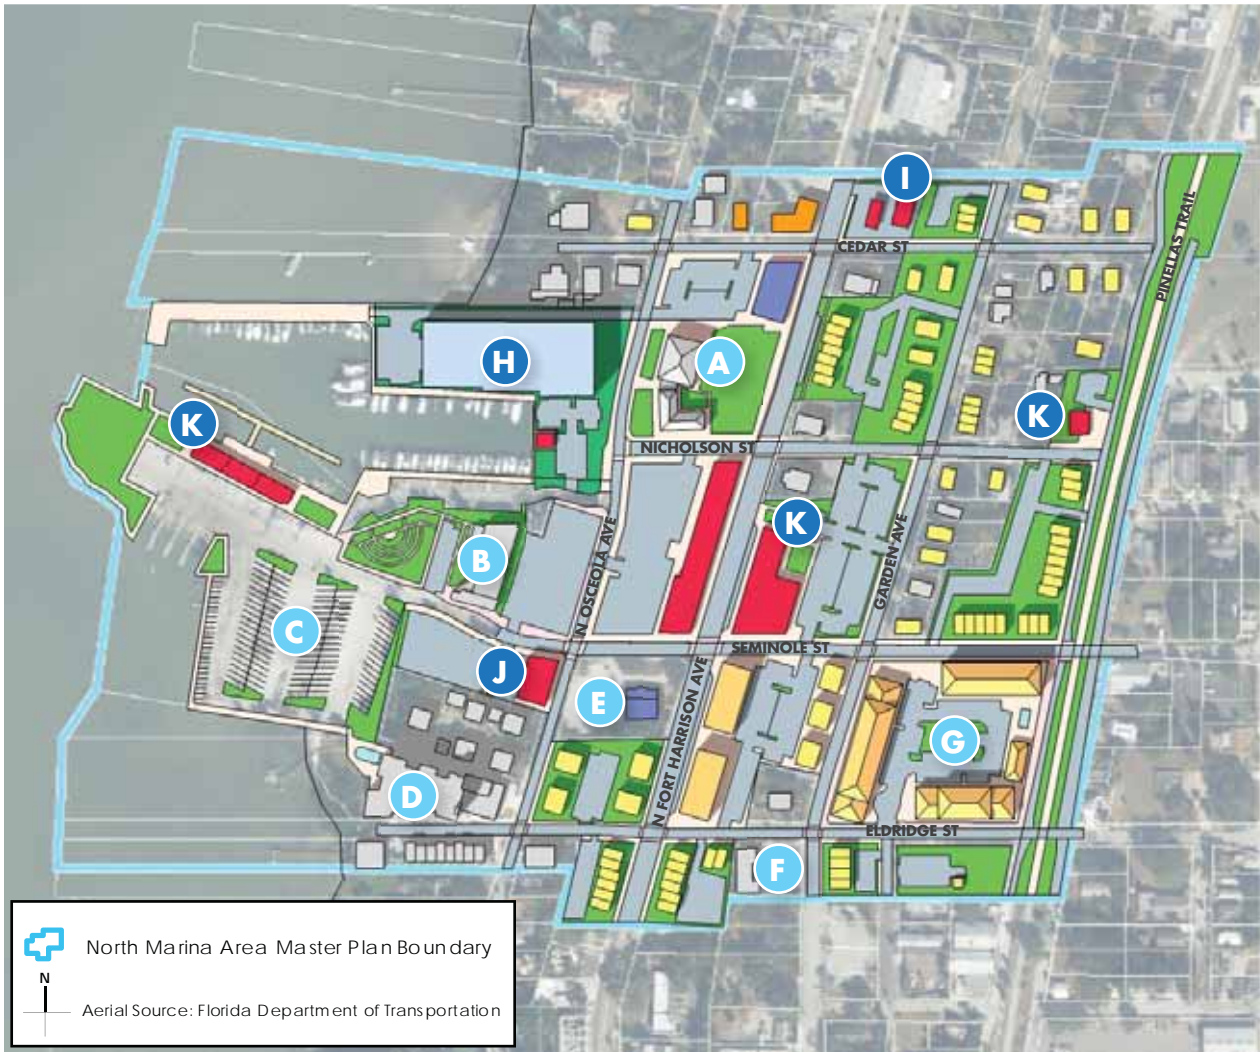 I
CEDAR ST
PINELLAS TRAIL
H
A
K
K
NICHOLSON ST
K
B
N OSCEOLA AVE
GARDEN AVE
C
SEMINOLE ST
J
E
N FORT HARRISON AVE
G
D
ELDRIDGE ST
F
North Marina Area Master Plan Boundary
N
Aerial Source: Florida Department of Transportation